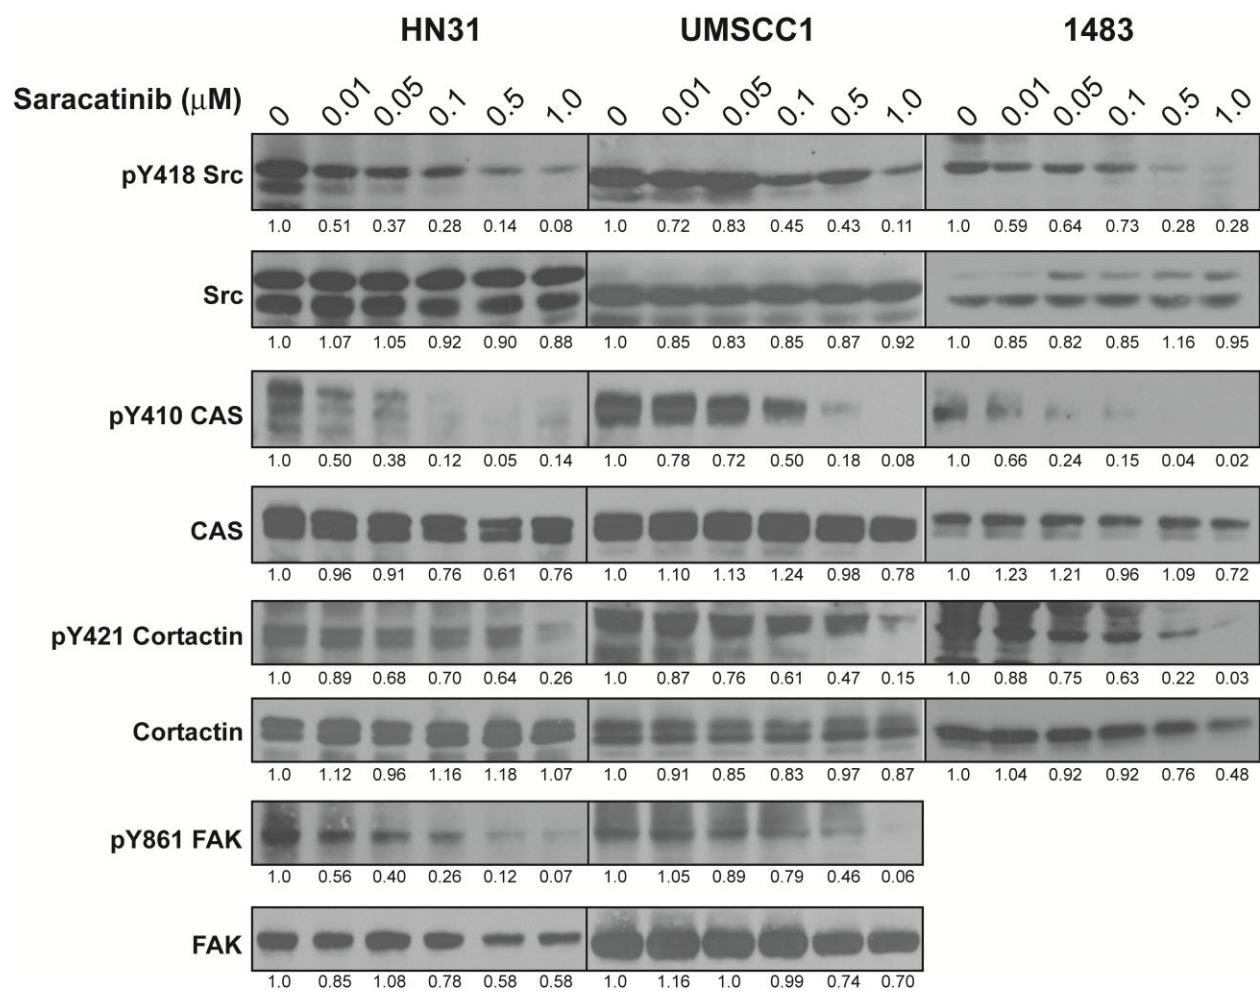 HN31 UMSCC1 1483
Saracatinib (μM) 0 0.01 0.05 0.1 0.5 1.0 0 0.01 0.05 0.1 0.5 1.0 0 0.01 0.05 0.1 0.5 1.0
pY418 Src
1.0 0.51 0.37 0.28 0.14 0.08 1.0 0.72 0.83 0.45 0.43 0.11 1.0 0.59 0.64 0.73 0.28 0.28
Src
1.0 1.07 1.05 0.92 0.90 0.88 1.0 0.85 0.83 0.85 0.87 0.92 1.0 0.85 0.82 0.85 1.16 0.95
pY410 CAS
1.0 0.50 0.38 0.12 0.05 0.14 1.0 0.78 0.72 0.50 0.18 0.08 1.0 0.66 0.24 0.15 0.04 0.02
CAS
1.0 0.96 0.91 0.76 0.61 0.76 1.0 1.10 1.13 1.24 0.98 0.78 1.0 1.23 1.21 0.96 1.09 0.72
pY421 Cortactin
1.0 0.89 0.68 0.70 0.64 0.26 1.0 0.87 0.76 0.61 0.47 0.15 1.0 0.88 0.75 0.63 0.22 0.03
Cortactin
1.0 1.12 0.96 1.16 1.18 1.07 1.0 0.91 0.85 0.83 0.97 0.87 1.0 1.04 0.92 0.92 0.76 0.48
pY861 FAK
1.0 0.56 0.40 0.26 0.12 0.07 1.0 1.05 0.89 0.79 0.46 0.06
FAK
1.0 0.85 1.08 0.78 0.58 0.58 1.0 1.16 1.0 0.99 0.74 0.70